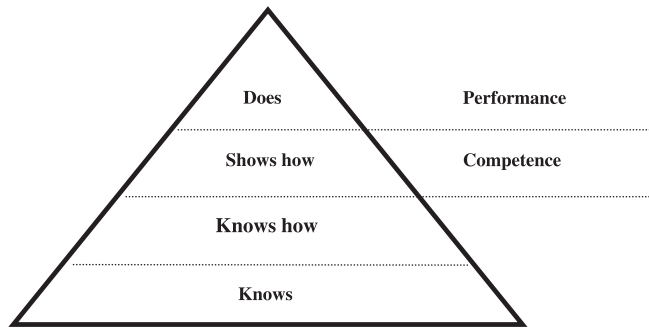 Does Performance
Shows how Competence
Knows how
Knows